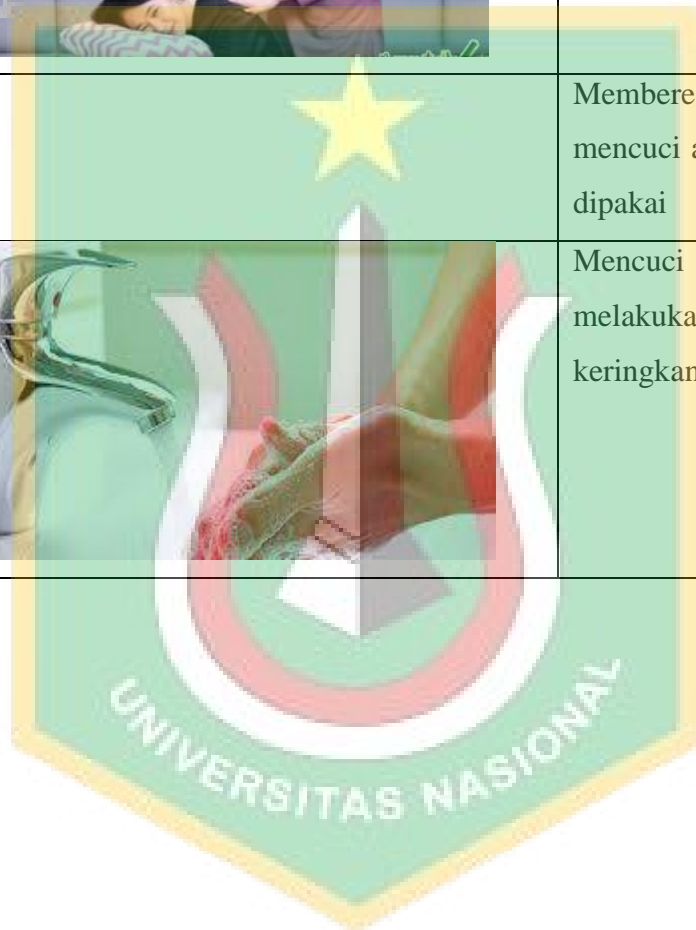 Membere
mencuci a
dipakai
Mencuci
melakuka
keringkan
UNIVERSITAS NASIONAL